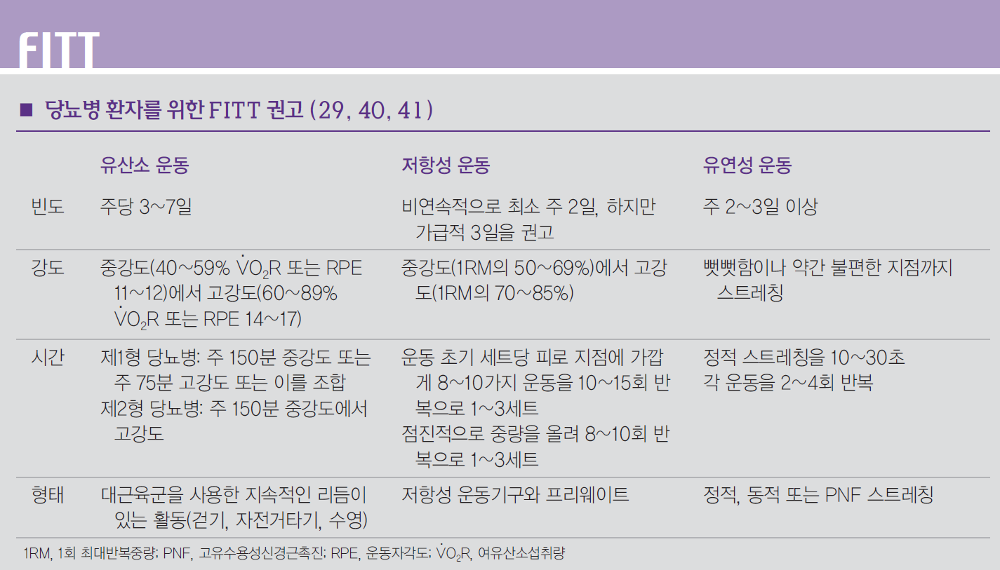 FITT
■ 당뇨병 환자를 위한 FITT 권고 (29, 40, 41)
유산소 운동 저항성 운동 유연성 운동
빈도
주당 3~7일
비연속적으로 최소 주 2일, 하지만
가급적 3일을 권고
주 2~3일 이상
강도
중강도(40~59% V̇O₂R 또는 RPE
11~12)에서 고강도(60~89%
V̇O₂R 또는 RPE 14~17)
중강도(1RM의 50~69%)에서 고강
도(1RM의 70~85%)
뻣뻣함이나 약간 불편한 지점까지
스트레칭
시간
제1형 당뇨병: 주 150분 중강도 또는
주 75분 고강도 또는 이를 조합
제2형 당뇨병: 주 150분 중강도에서
고강도
운동 초기 세트당 피로 지점에 가깝
게 8~10가지 운동을 10~15회 반
복으로 1~3세트
점진적으로 중량을 올려 8~10회 반
복으로 1~3세트
정적 스트레칭을 10~30초
각 운동을 2~4회 반복
형태
대근육군을 사용한 지속적인 리듬이
있는 활동(걷기, 자전거타기, 수영)
저항성 운동기구와 프리웨이트
정적, 동적 또는 PNF 스트레칭
1RM, 1회 최대반복중량; PNF, 고유수용성신경근촉진; RPE, 운동자각도; V̇O₂R, 여유산소섭취량